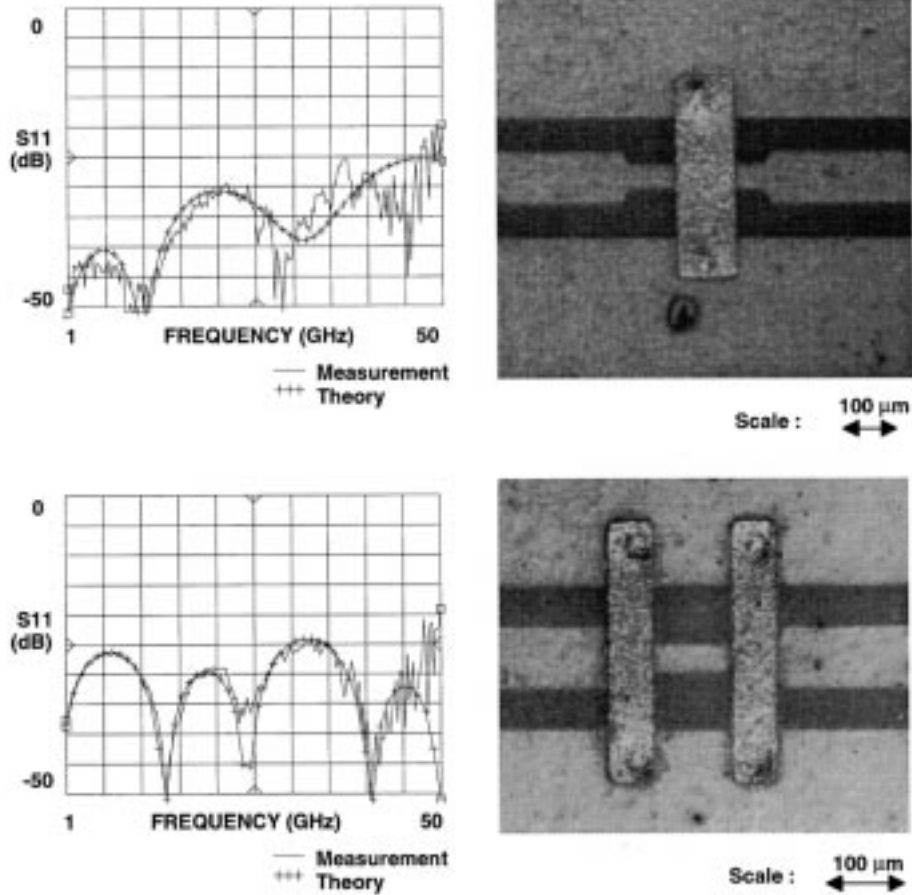 0
S11
(dB)
-50
1 FREQUENCY (GHz) 50
Measurement
Theory
Scale : 100 µm
0
S11
(dB)
-50
1 FREQUENCY (GHz) 50
Measurement
Theory
Scale : 100 µm